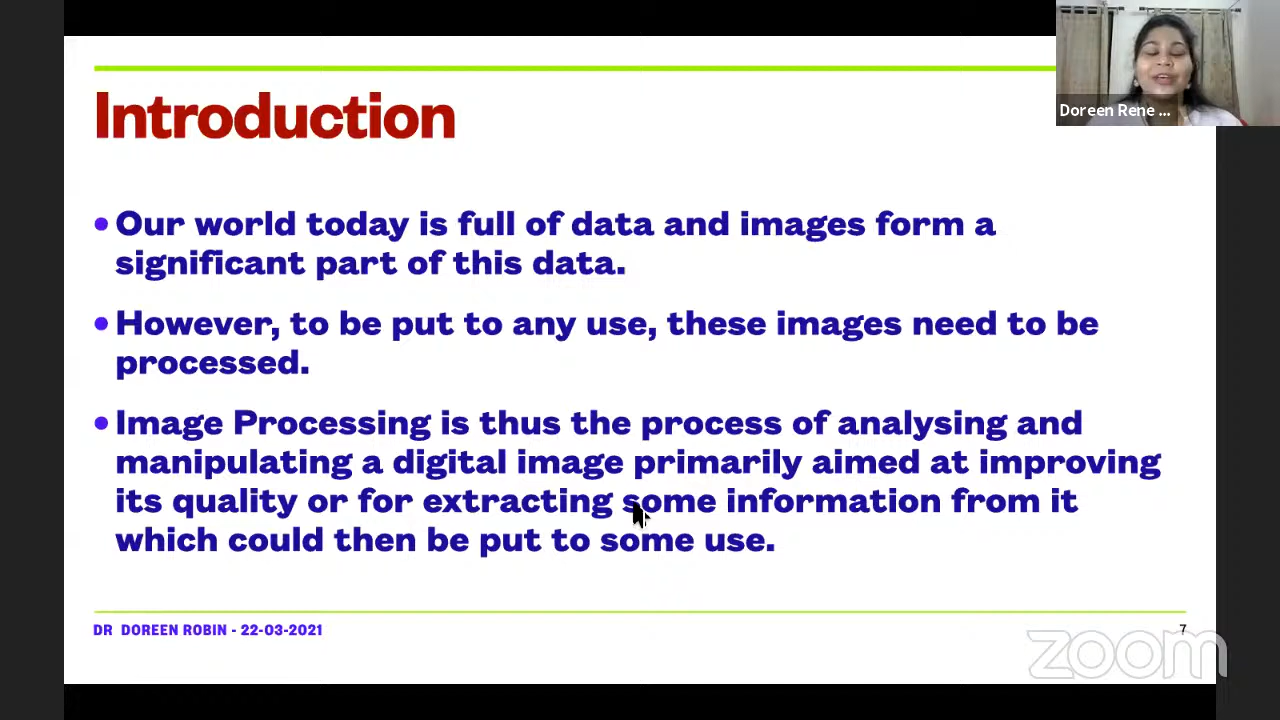 Doreen Rene ...
Introduction
• Our world today is full of data and images form a
significant part of this data.
• However, to be put to any use, these images need to be
processed.
• Image Processing is thus the process of analysing and
manipulating a digital image primarily aimed at improving
its quality or for extracting some information from it
which could then be put to some use.
DR DOREEN ROBIN - 22-03-2021
7
zoom